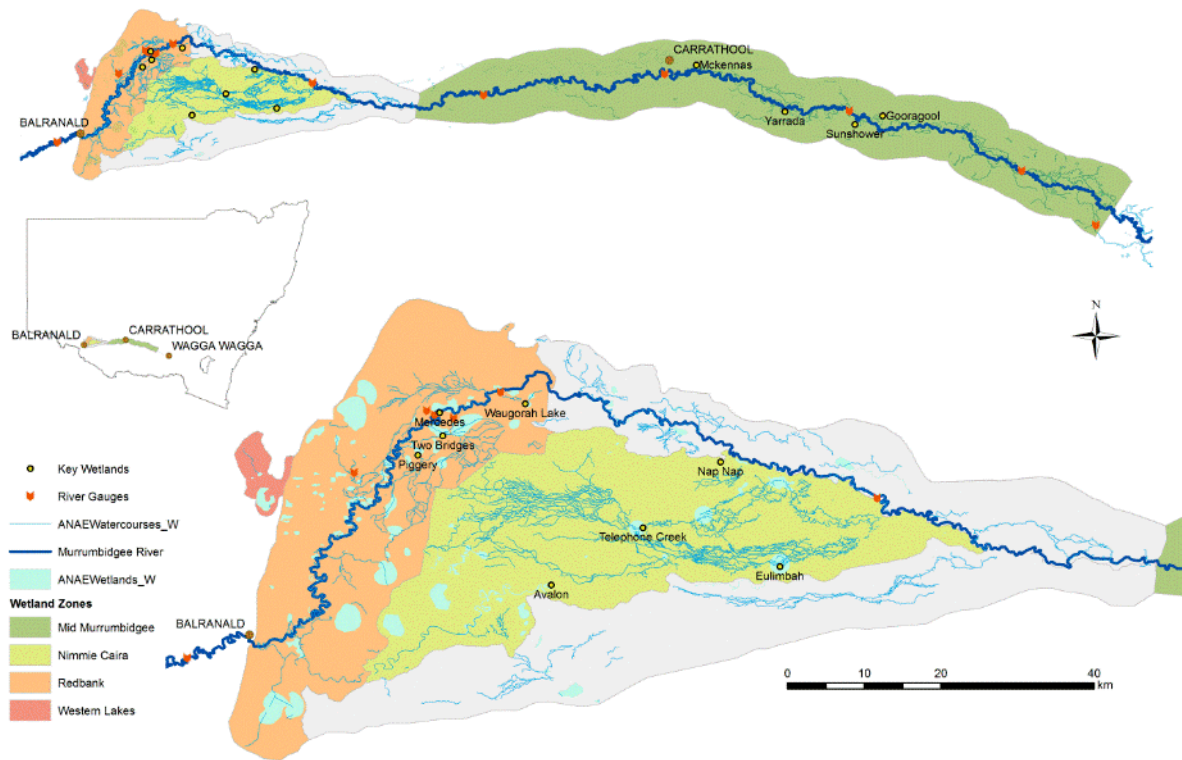 CARRATHOOL
Mckennas
BALRANALD
Yarrada
Gooragool
Sunshower
BALRANALD
CARRATHOOL
WAGGA WAGGA
N
Mercedes
Waugorah Lake
Two Bridges
Piggery
Nap Nap
Telephone Creek
Eulimbah
Avalon
BALRANALD
Key Wetlands
River Gauges
ANAEWatercourses_W
Murrumbidgee River
ANAEWetlands_W
Wetland Zones
Mid Murrumbidgee
Nimmie Caira
Redbank
Western Lakes
0 10 20 40
km